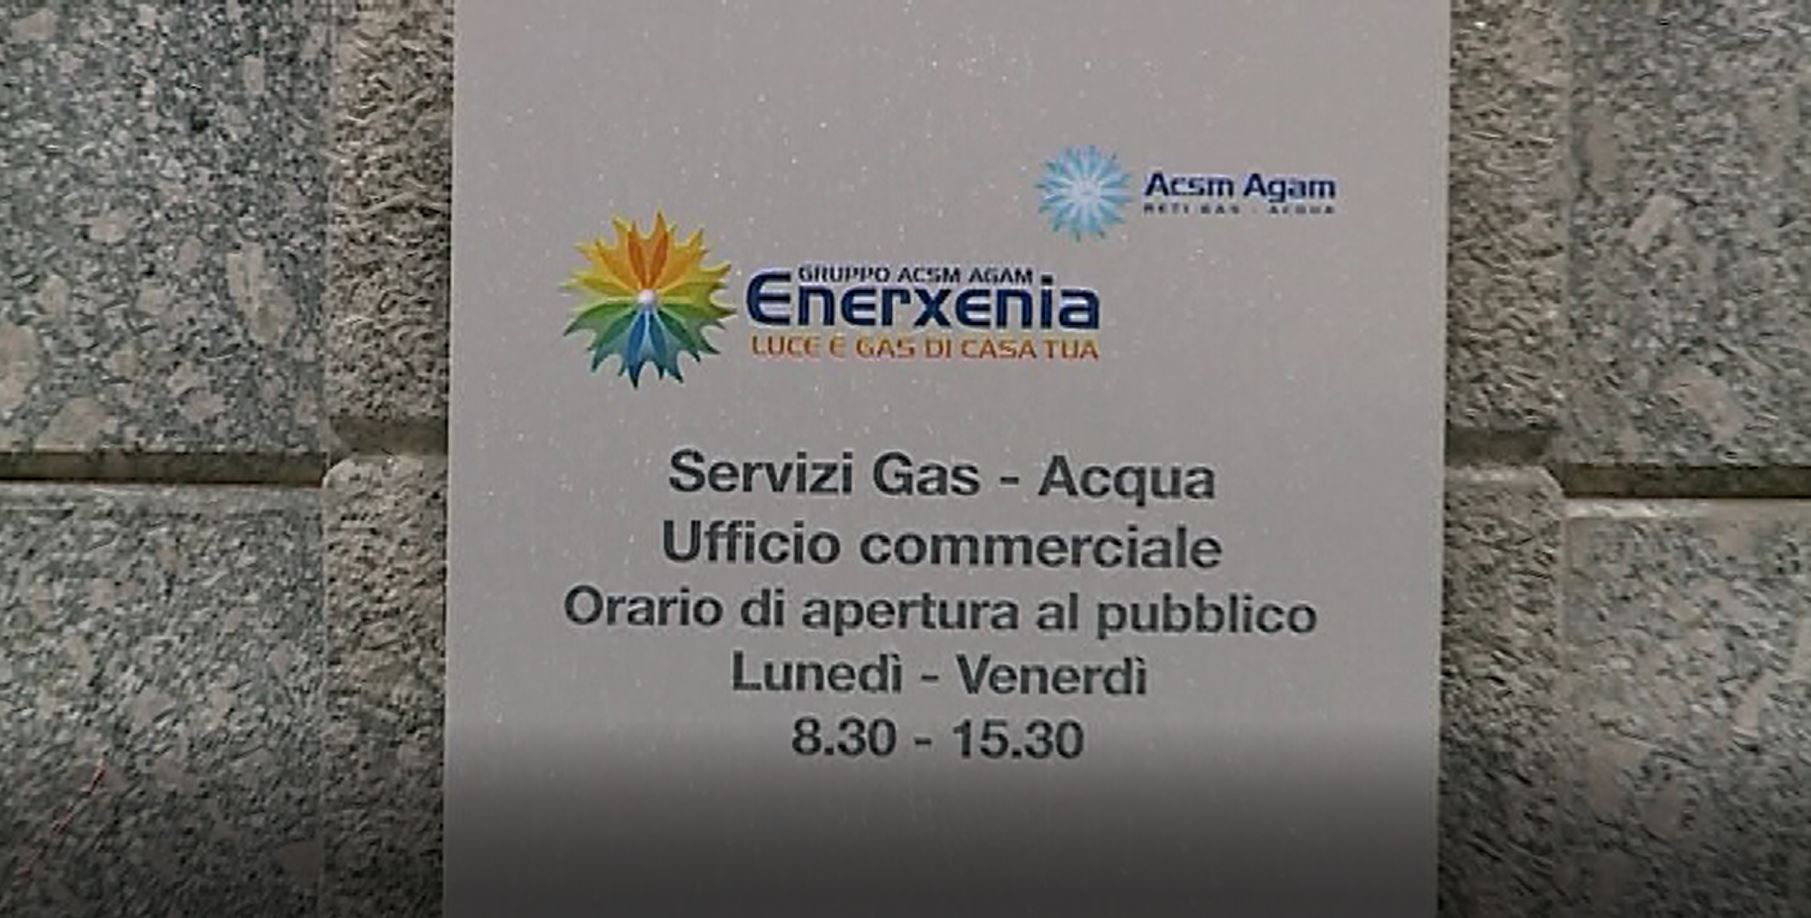 Acsm Agam
RETI GAS - ACQUA
GRUPPO ACSM AGAM
Enerxenia
LUCE E GAS DI CASA TUA
Servizi Gas - Acqua
Ufficio commerciale
Orario di apertura al pubblico
Lunedì - Venerdì
8.30 - 15.30